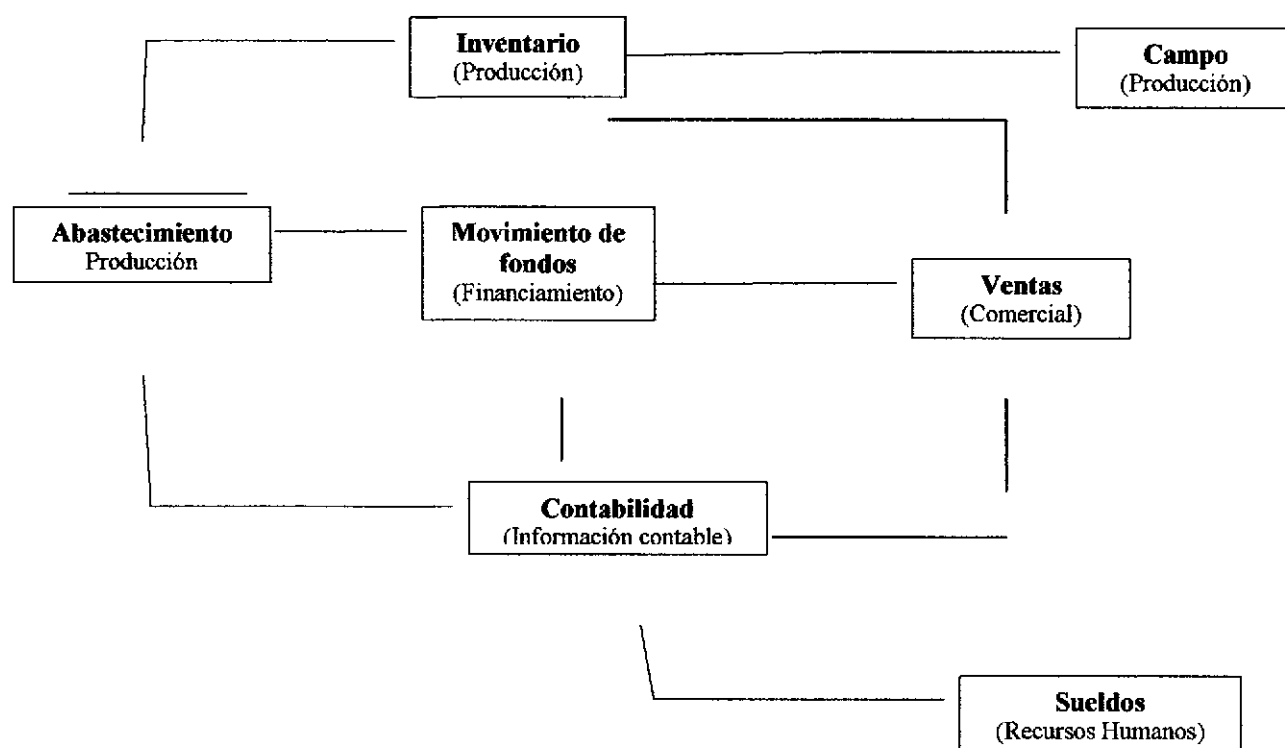 Inventario
(Producción)
Campo
(Producción)
Abastecimiento
Producción
Movimiento de
fondos
(Financiamiento)
Ventas
(Comercial)
Contabilidad
(Información contable)
Sueldos
(Recursos Humanos)